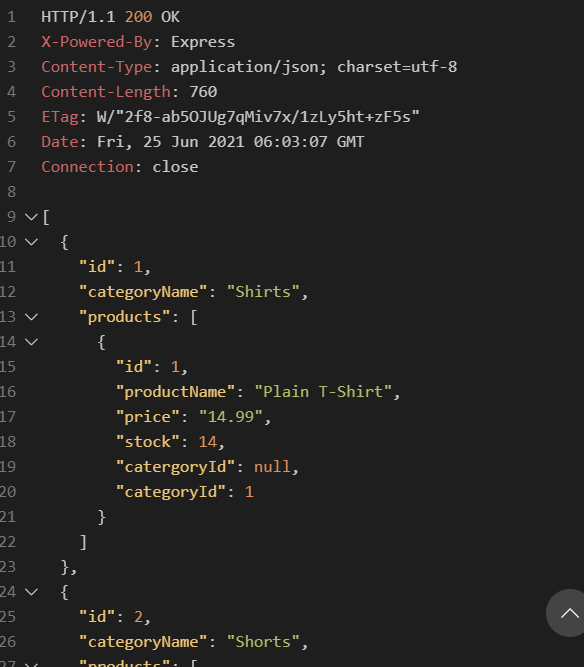 1 HTTP/1.1 200 OK
2 X-Powered-By: Express
3 Content-Type: application/json; charset=utf-8
4 Content-Length: 760
5 ETag: W/"2f8-ab5OJUg7qMiv7x/1zLy5ht+zF5s"
6 Date: Fri, 25 Jun 2021 06:03:07 GMT
7 Connection: close
8
9 [
10 {
11 "id": 1,
12 "categoryName": "Shirts",
13 "products": [
14 {
15 "id": 1,
16 "productName": "Plain T-Shirt",
17 "price": "14.99",
18 "stock": 14,
19 "catergoryId": null,
20 "categoryId": 1
21 }
22 ]
23 },
24 {
25 "id": 2,
26 "categoryName": "Shorts",
27 "products": [